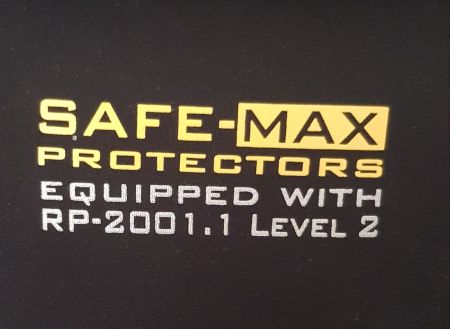 SAFE-MAX
PROTECTORS
EQUIPPED WITH
RP-2001.1 LEVEL 2